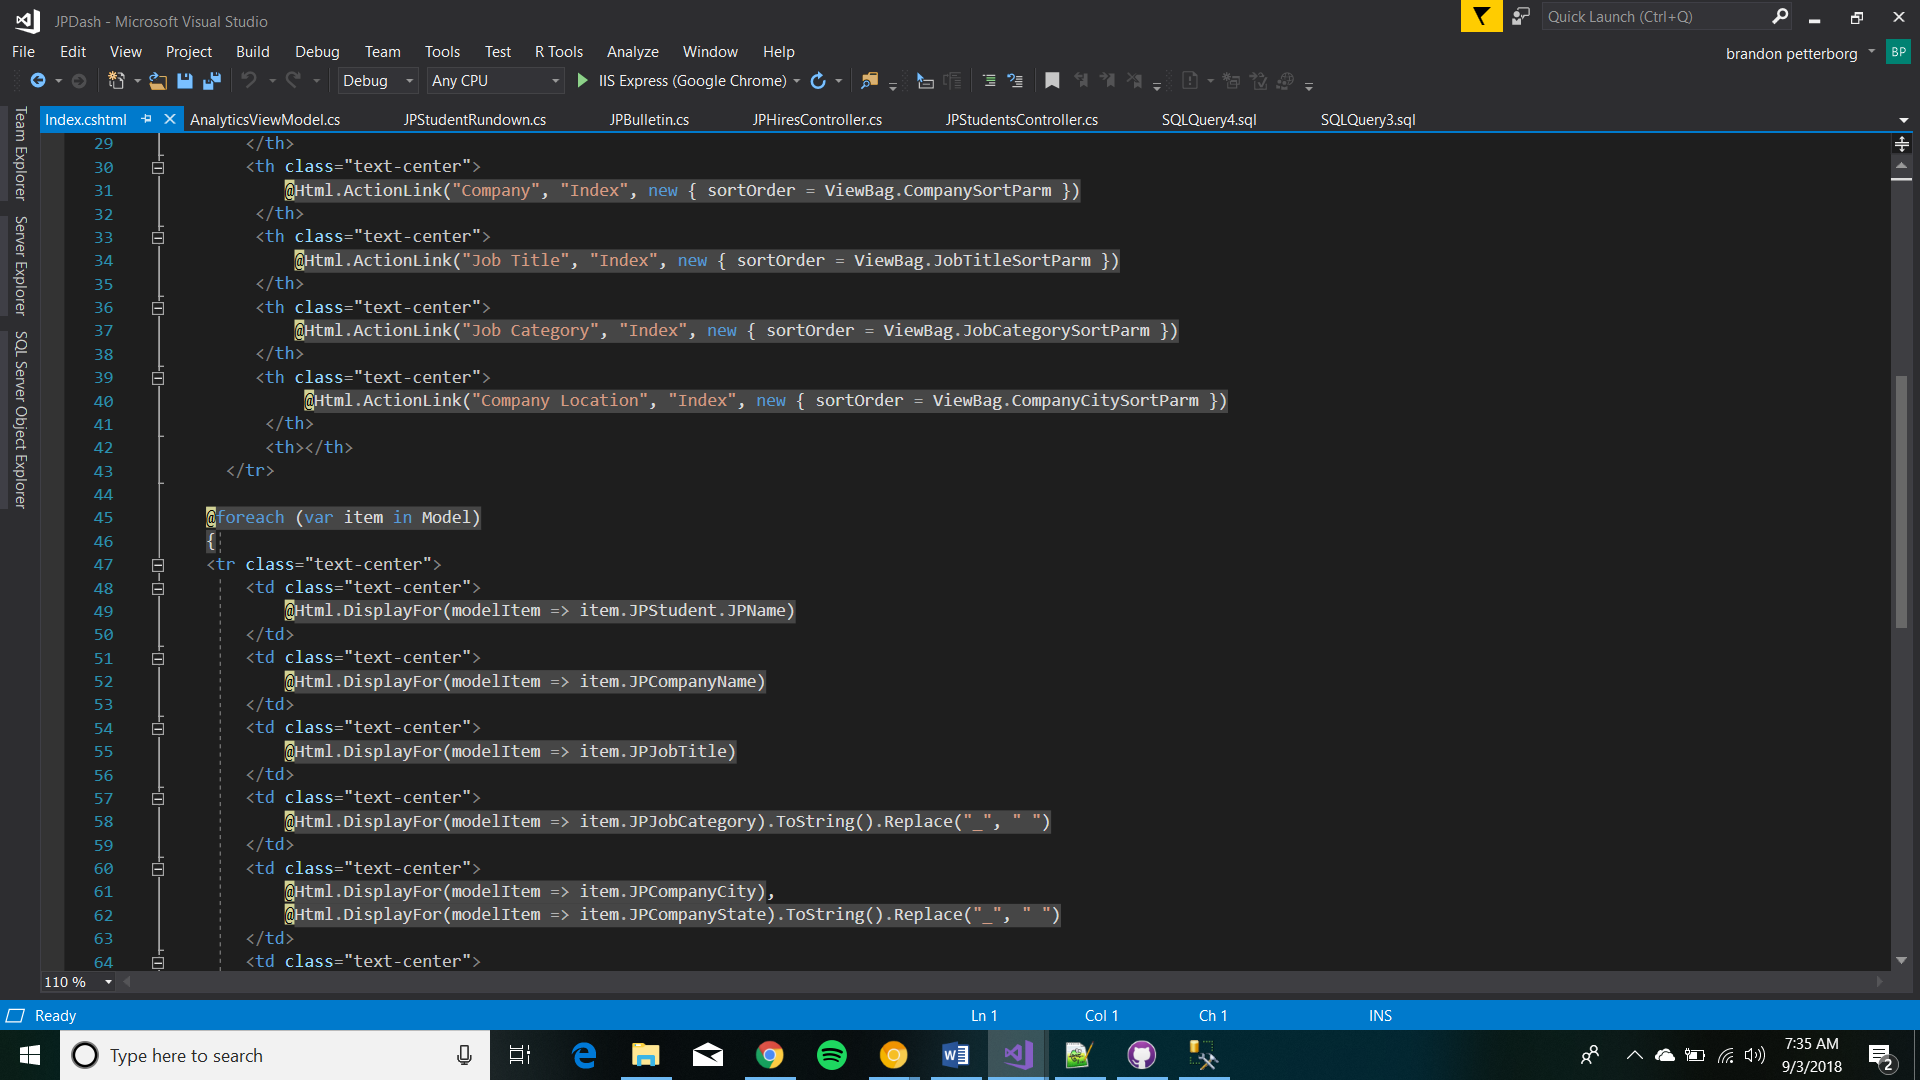 JPDash - Microsoft Visual Studio
Quick Launch (Ctrl+Q)
File Edit View Project Build Debug Team Tools Test R Tools Analyze Window Help
brandon petterborg BP
Debug Any CPU IIS Express (Google Chrome)
Index.cshtml AnalyticsViewModel.cs JPStudentRundown.cs JPBulletin.cs JPHiresController.cs JPStudentsController.cs SQLQuery4.sql SQLQuery3.sql
Team Explorer
Server Explorer
SQL Server Object Explorer
29 </th>
30 <th class="text-center">
31 @Html.ActionLink("Company", "Index", new { sortOrder = ViewBag.CompanySortParm })
32 </th>
33 <th class="text-center">
34 @Html.ActionLink("Job Title", "Index", new { sortOrder = ViewBag.JobTitleSortParm })
35 </th>
36 <th class="text-center">
37 @Html.ActionLink("Job Category", "Index", new { sortOrder = ViewBag.JobCategorySortParm })
38 </th>
39 <th class="text-center">
40 @Html.ActionLink("Company Location", "Index", new { sortOrder = ViewBag.CompanyCitySortParm })
41 </th>
42 <th></th>
43 </tr>
44
45 @foreach (var item in Model)
46 {
47 <tr class="text-center">
48 <td class="text-center">
49 @Html.DisplayFor(modelItem => item.JPStudent.JPName)
50 </td>
51 <td class="text-center">
52 @Html.DisplayFor(modelItem => item.JPCompanyName)
53 </td>
54 <td class="text-center">
55 @Html.DisplayFor(modelItem => item.JPJobTitle)
56 </td>
57 <td class="text-center">
58 @Html.DisplayFor(modelItem => item.JPJobCategory).ToString().Replace("_", " ")
59 </td>
60 <td class="text-center">
61 @Html.DisplayFor(modelItem => item.JPCompanyCity),
62 @Html.DisplayFor(modelItem => item.JPCompanyState).ToString().Replace("_", " ")
63 </td>
64 <td class="text-center">
110 %
Ready Ln 1 Col 1 Ch 1 INS
Type here to search
7:35 AM
9/3/2018
2